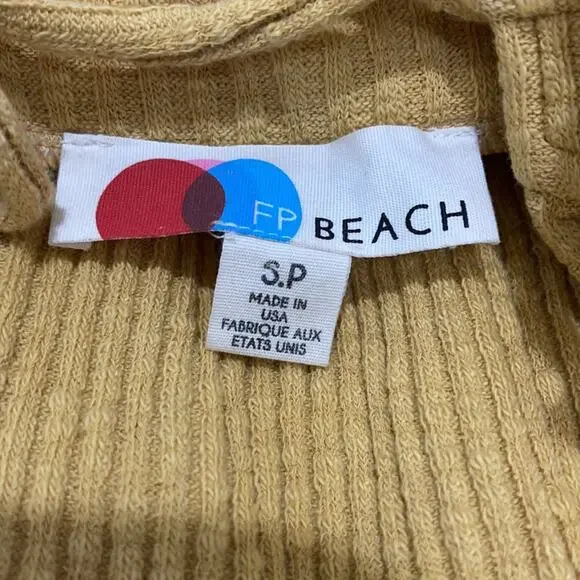 FP BEACH
S.P
MADE IN
USA
FABRIQUE AUX
ETATS UNIS